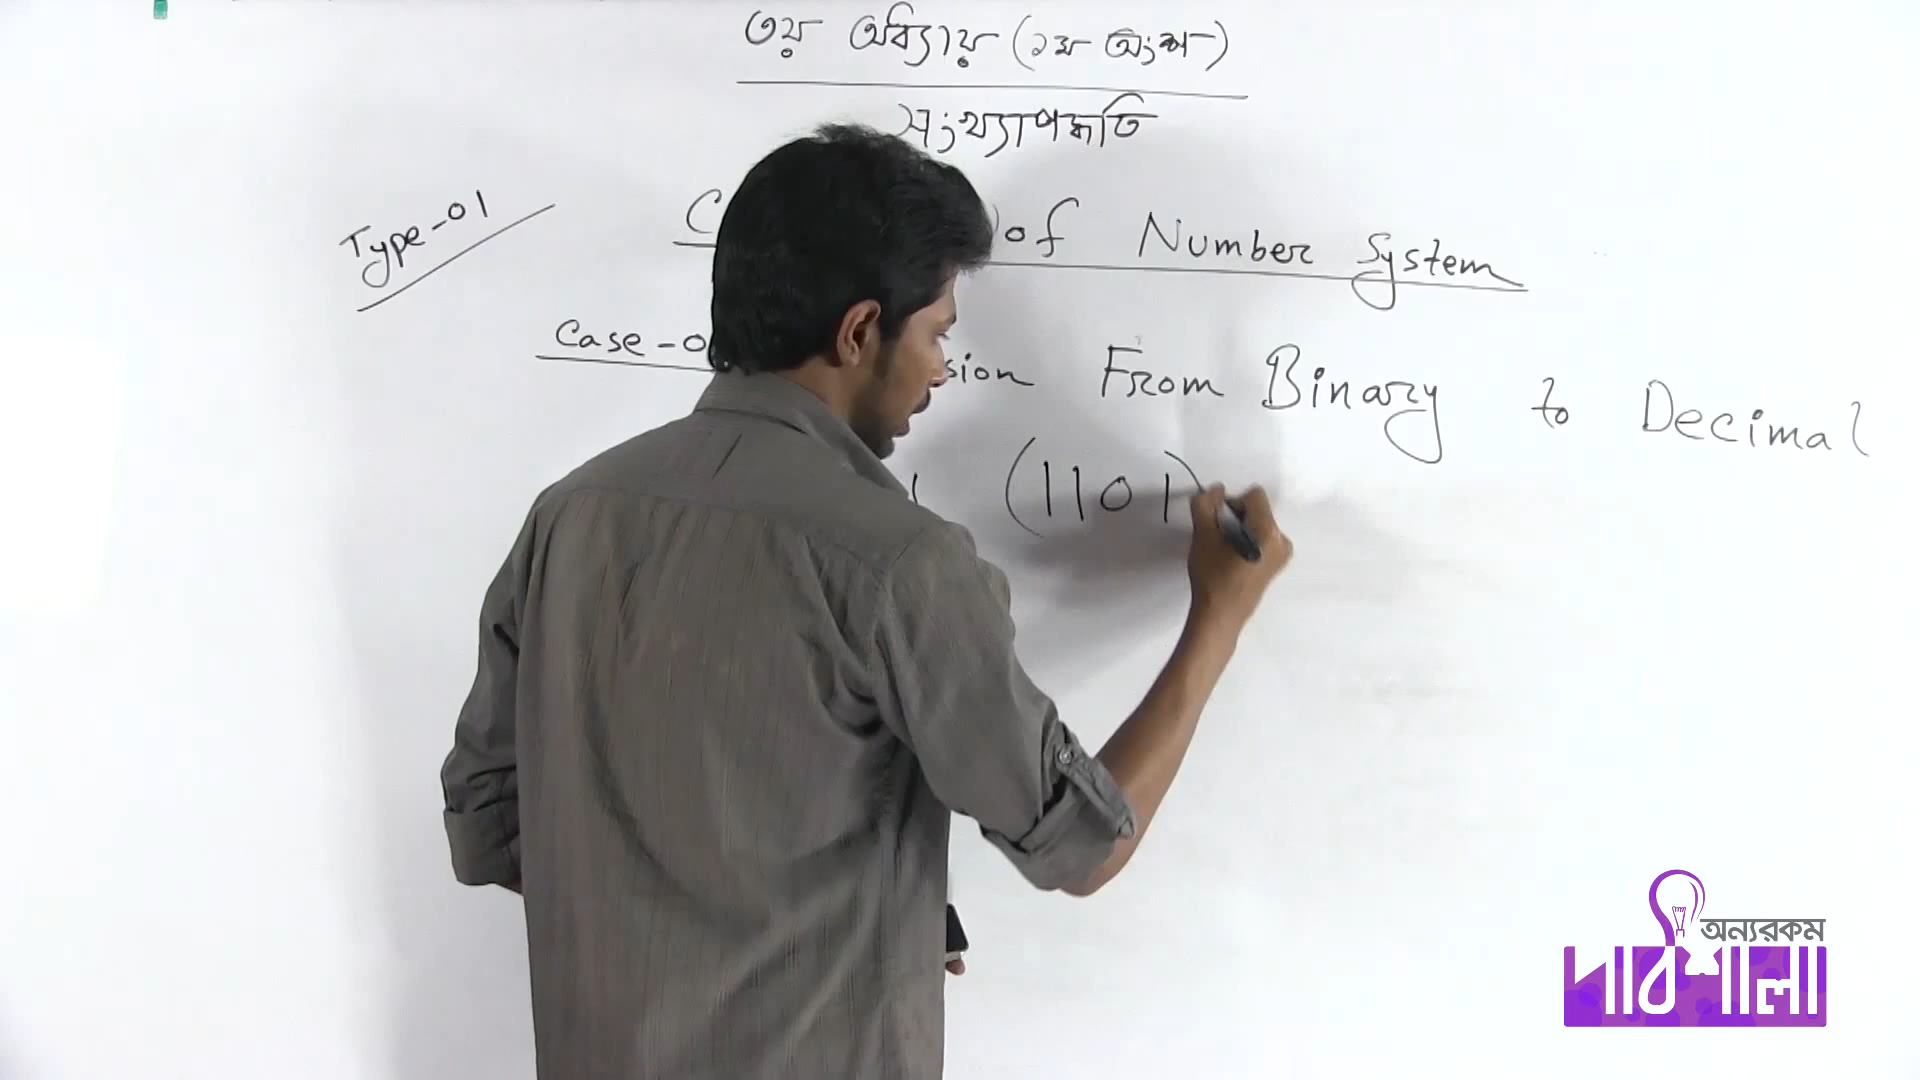 ৩য় অধ্যায় (১ম অংশ)
সংখ্যাপদ্ধতি
Type-01
of Number System
Case-0
sion From Binary to Decimal
(1101)
অন্যরকম
পাঠশালা